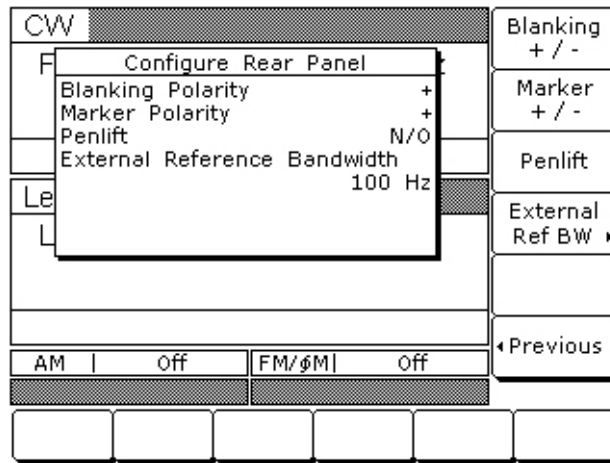 CW
F
z
Configure Rear Panel
Blanking Polarity +
Marker Polarity +
Penlift N/O
External Reference Bandwidth
100 Hz
Le
L
AM | Off
FM/ϕM| Off
Blanking
+ / -
Marker
+ / -
Penlift
External
Ref BW
Previous